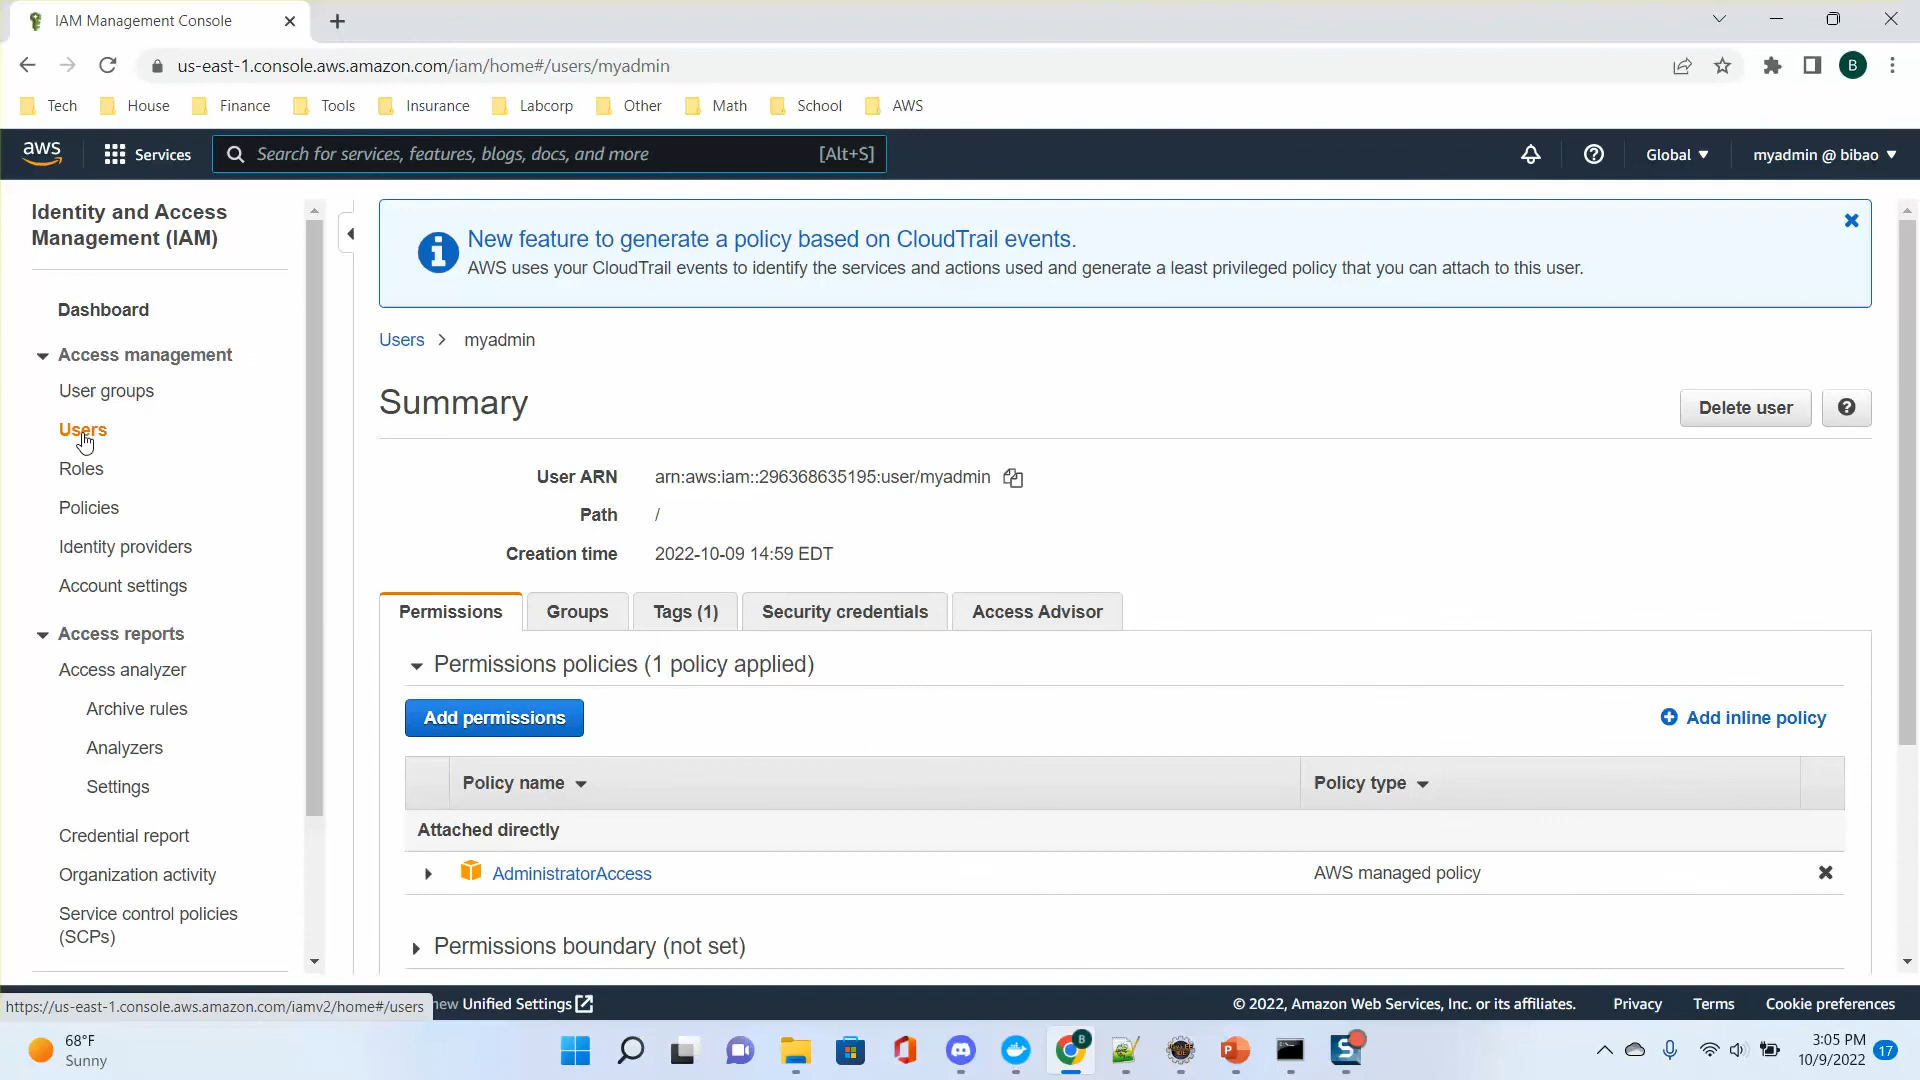 IAM Management Console
us-east-1.console.aws.amazon.com/iam/home#/users/myadmin
B
Tech
House
Finance
Tools
Insurance
Labcorp
Other
Math
School
AWS
aws
Services
Search for services, features, blogs, docs, and more
[Alt+S]
Global
myadmin @ bibao
Identity and Access
Management (IAM)
Dashboard
Access management
User groups
Users
Roles
Policies
Identity providers
Account settings
Access reports
Access analyzer
Archive rules
Analyzers
Settings
Credential report
Organization activity
Service control policies
(SCPs)
New feature to generate a policy based on CloudTrail events.
AWS uses your CloudTrail events to identify the services and actions used and generate a least privileged policy that you can attach to this user.
Users > myadmin
Summary
Delete user
User ARN arn:aws:iam::296368635195:user/myadmin
Path /
Creation time 2022-10-09 14:59 EDT
Permissions
Groups
Tags (1)
Security credentials
Access Advisor
Permissions policies (1 policy applied)
Add permissions
Add inline policy
Policy name
Policy type
Attached directly
AdministratorAccess
AWS managed policy
Permissions boundary (not set)
https://us-east-1.console.aws.amazon.com/iamv2/home#/users
new Unified Settings
© 2022, Amazon Web Services, Inc. or its affiliates.
Privacy
Terms
Cookie preferences
68°F
Sunny
B
3:05 PM
10/9/2022
17